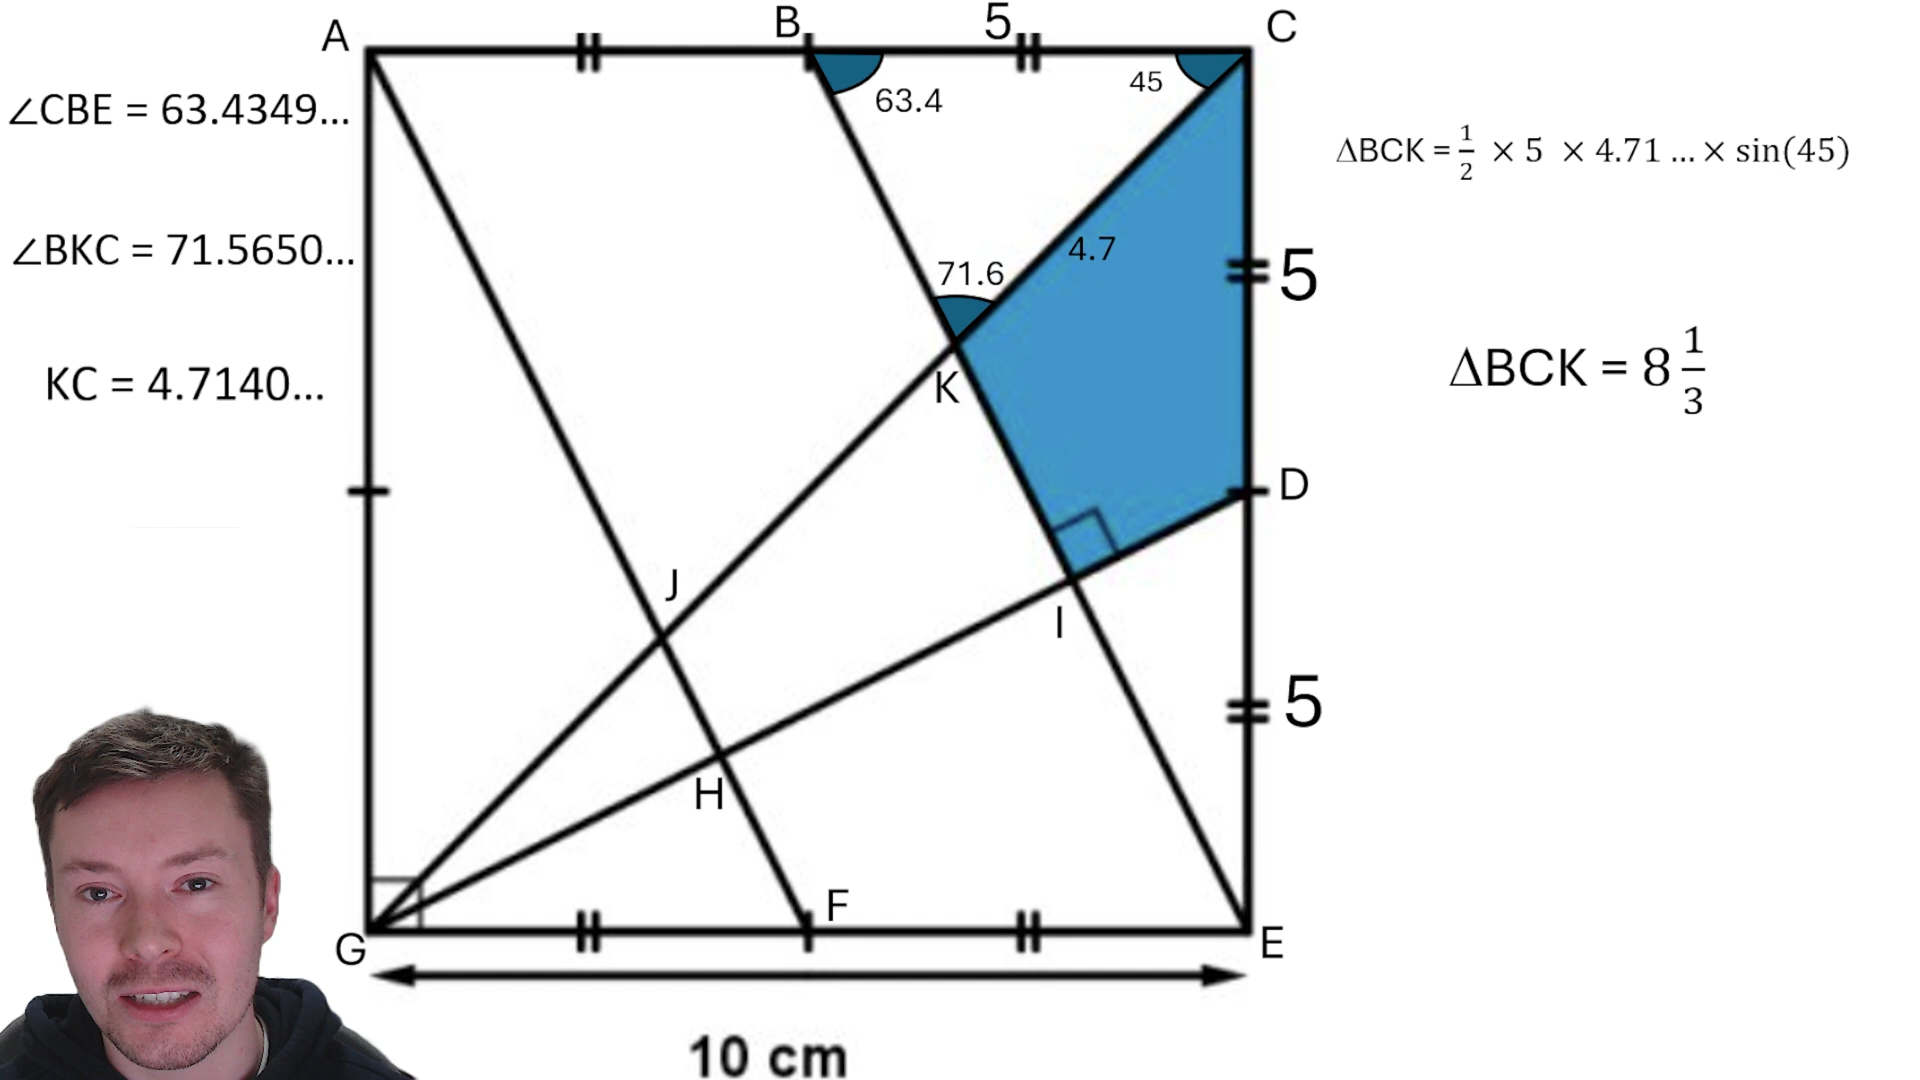 A
B
5
C
∠CBE = 63.4349...
63.4
45
ΔBCK = 1/2 × 5 × 4.71 ... × sin(45)
∠BKC = 71.5650...
71.6
4.7
5
KC = 4.7140...
K
ΔBCK = 8 1/3
D
J
I
5
H
F
G
E
10 cm